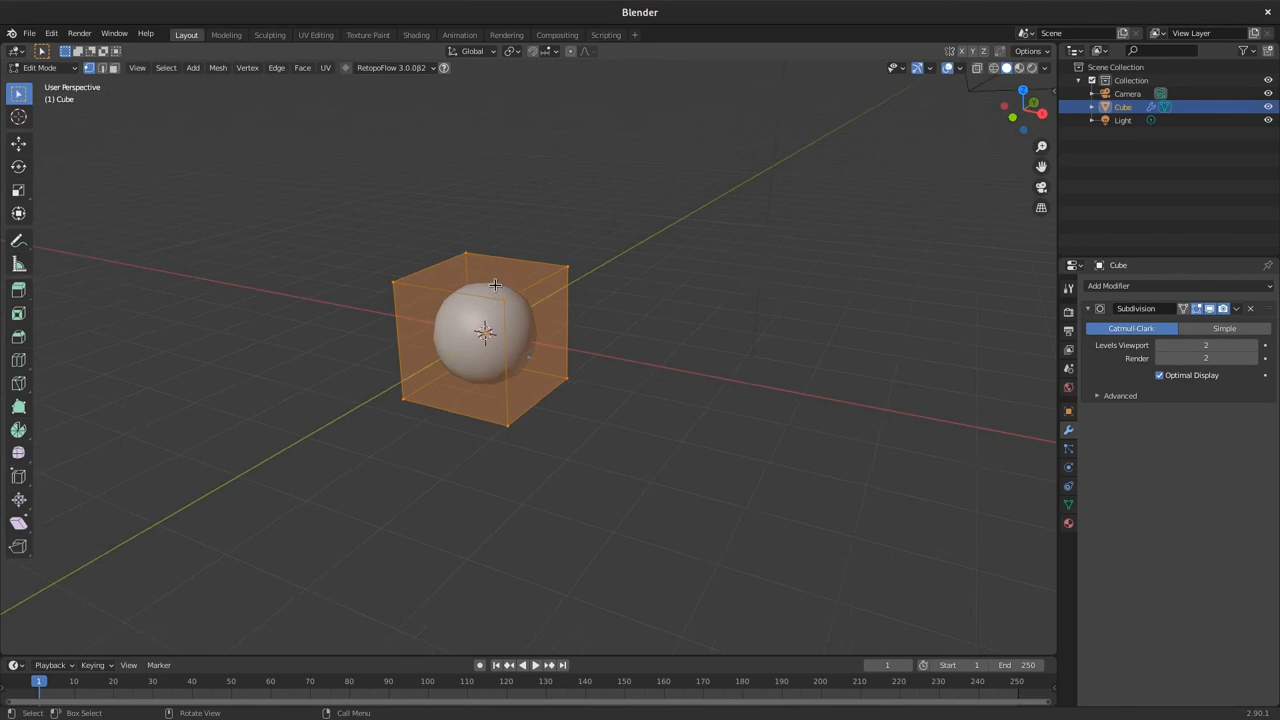 Blender
File Edit Render Window Help Layout Modeling Sculpting UV Editing Texture Paint Shading Animation Rendering Compositing Scripting + Scene View Layer
Global X Y Z Options
Edit Mode View Select Add Mesh Vertex Edge Face UV RetopoFlow 3.0.0β2
User Perspective
(1) Cube
Z
Y
X
Scene Collection
Collection
Camera
Cube
Light
Cube
Add Modifier
Subdivision
Catmull-Clark Simple
Levels Viewport 2
Render 2
Optimal Display
Advanced
Playback Keying View Marker 1 Start 1 End 250
1 10 20 30 40 50 60 70 80 90 100 110 120 130 140 150 160 170 180 190 200 210 220 230 240 250
Select Box Select Rotate View Call Menu 2.90.1